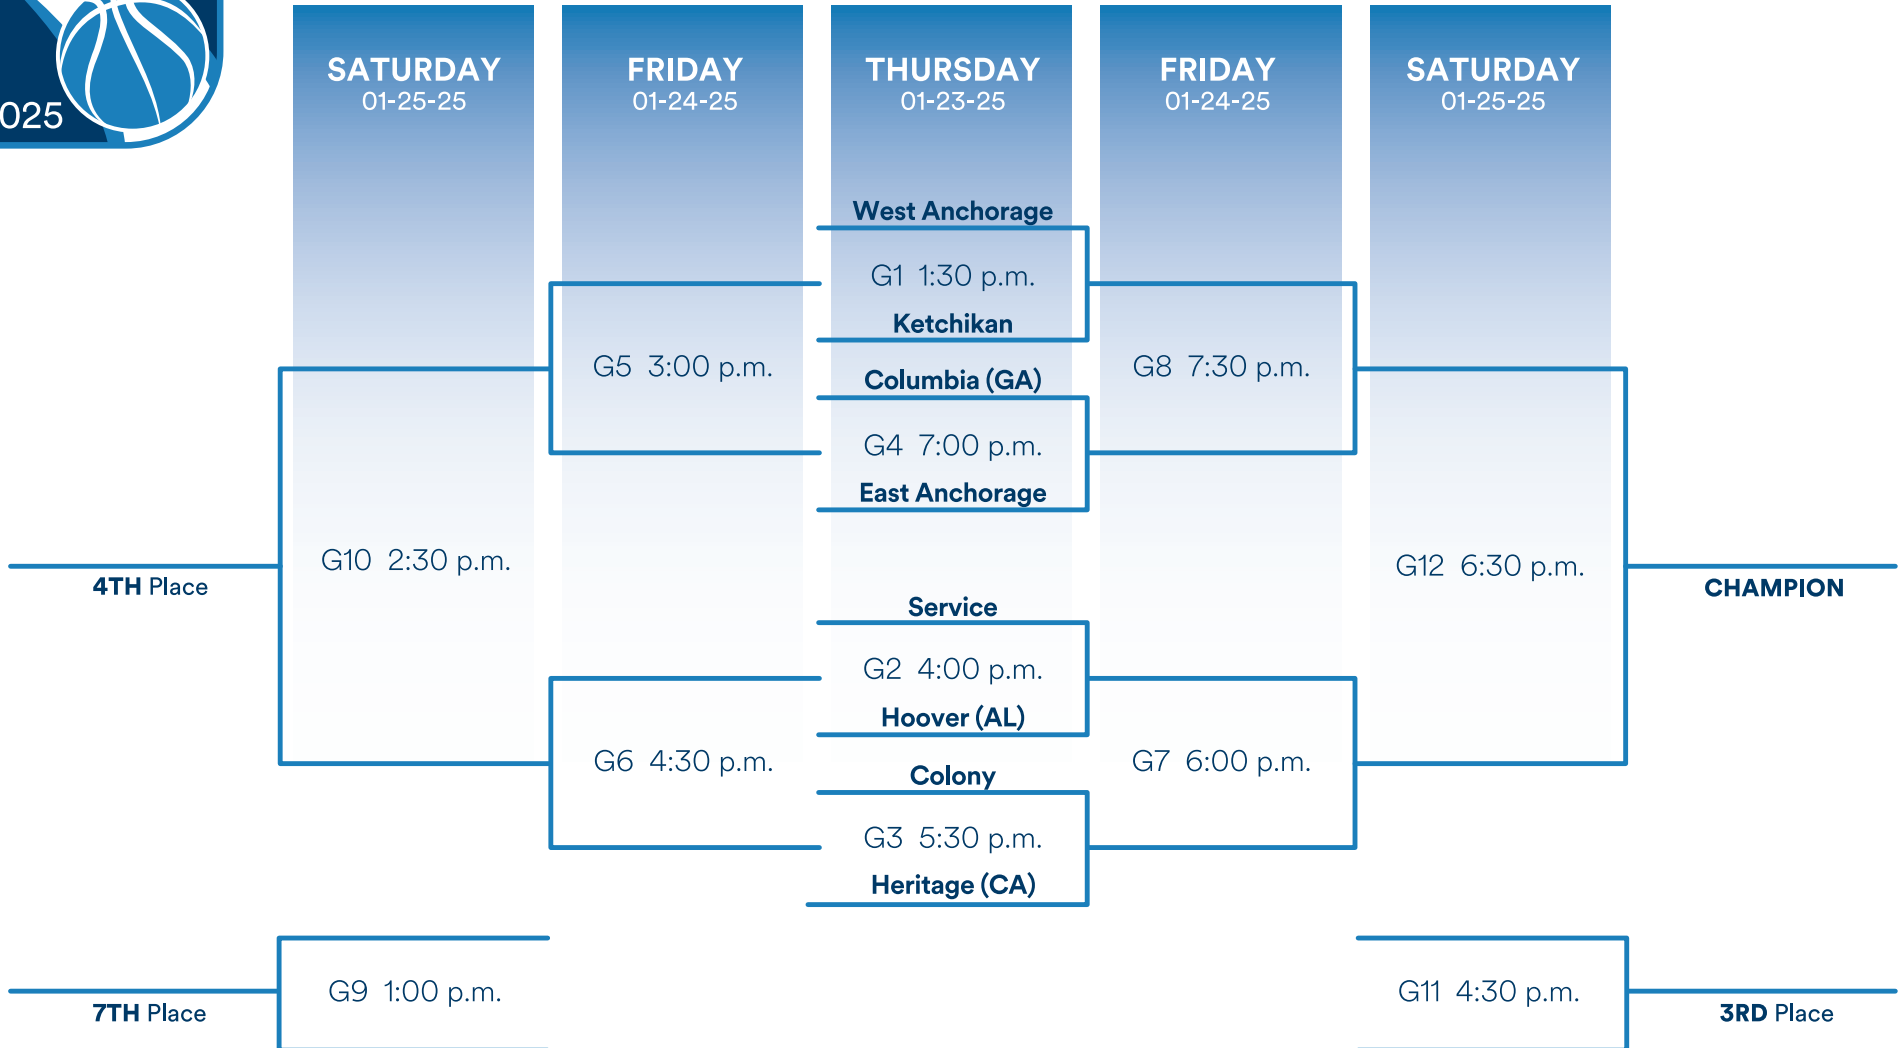 025
SATURDAY
01-25-25
FRIDAY
01-24-25
THURSDAY
01-23-25
FRIDAY
01-24-25
SATURDAY
01-25-25
West Anchorage
G1 1:30 p.m.
Ketchikan
G5 3:00 p.m.
G8 7:30 p.m.
Columbia (GA)
G4 7:00 p.m.
East Anchorage
G10 2:30 p.m.
G12 6:30 p.m.
4TH Place
CHAMPION
Service
G2 4:00 p.m.
Hoover (AL)
G6 4:30 p.m.
G7 6:00 p.m.
Colony
G3 5:30 p.m.
Heritage (CA)
G9 1:00 p.m.
G11 4:30 p.m.
7TH Place
3RD Place